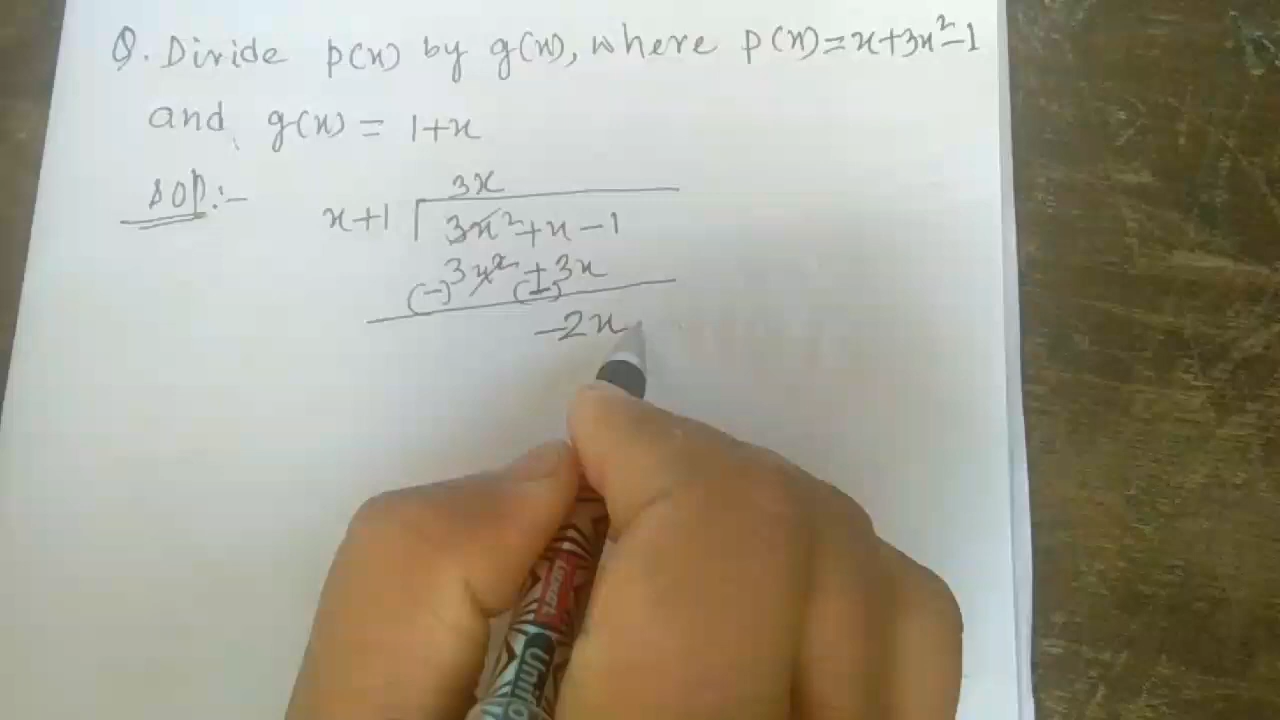 Q. Divide p(x) by g(x), where p(x)=x+3x²-1
and, g(x) = 1+x
Sol:-
3x
x+1 3x²+x-1
(-)3x²+3x
(-)
-2x